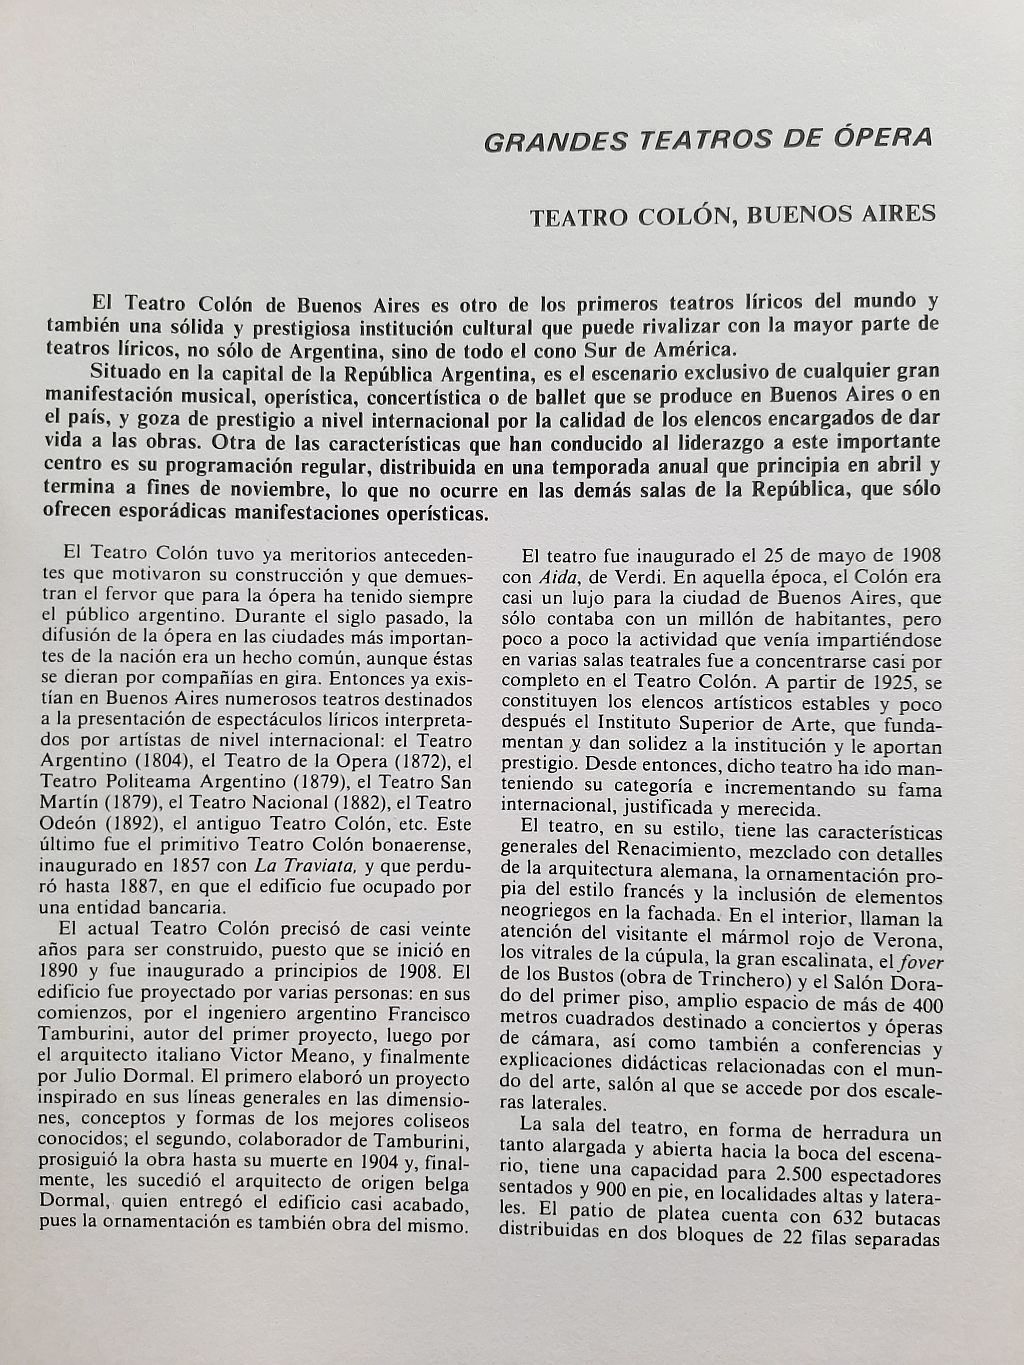 GRANDES TEATROS DE ÓPERA
TEATRO COLÓN, BUENOS AIRES
El Teatro Colón de Buenos Aires es otro de los primeros teatros líricos del mundo y
también una sólida y prestigiosa institución cultural que puede rivalizar con la mayor parte de
teatros líricos, no sólo de Argentina, sino de todo el cono Sur de América.
Situado en la capital de la República Argentina, es el escenario exclusivo de cualquier gran
manifestación musical, operística, concertística o de ballet que se produce en Buenos Aires o en
el país, y goza de prestigio a nivel internacional por la calidad de los elencos encargados de dar
vida a las obras. Otra de las características que han conducido al liderazgo a este importante
centro es su programación regular, distribuida en una temporada anual que principia en abril y
termina a fines de noviembre, lo que no ocurre en las demás salas de la República, que sólo
ofrecen esporádicas manifestaciones operísticas.
El Teatro Colón tuvo ya meritorios anteceden-
tes que motivaron su construcción y que demues-
tran el fervor que para la ópera ha tenido siempre
el público argentino. Durante el siglo pasado, la
difusión de la ópera en las ciudades más importan-
tes de la nación era un hecho común, aunque éstas
se dieran por compañías en gira. Entonces ya exis-
tían en Buenos Aires numerosos teatros destinados
a la presentación de espectáculos líricos interpreta-
dos por artístas de nivel internacional: el Teatro
Argentino (1804), el Teatro de la Opera (1872), el
Teatro Politeama Argentino (1879), el Teatro San
Martín (1879), el Teatro Nacional (1882), el Teatro
Odeón (1892), el antiguo Teatro Colón, etc. Este
último fue el primitivo Teatro Colón bonaerense,
inaugurado en 1857 con La Traviata, y que perdu-
ró hasta 1887, en que el edificio fue ocupado por
una entidad bancaria.
El actual Teatro Colón precisó de casi veinte
años para ser construido, puesto que se inició en
1890 y fue inaugurado a principios de 1908. El
edificio fue proyectado por varias personas: en sus
comienzos, por el ingeniero argentino Francisco
Tamburini, autor del primer proyecto, luego por
el arquitecto italiano Victor Meano, y finalmente
por Julio Dormal. El primero elaboró un proyecto
inspirado en sus líneas generales en las dimensio-
nes, conceptos y formas de los mejores coliseos
conocidos; el segundo, colaborador de Tamburini,
prosiguió la obra hasta su muerte en 1904 y, final-
mente, les sucedió el arquitecto de origen belga
Dormal, quien entregó el edificio casi acabado,
pues la ornamentación es también obra del mismo.
El teatro fue inaugurado el 25 de mayo de 1908
con Aida, de Verdi. En aquella época, el Colón era
casi un lujo para la ciudad de Buenos Aires, que
sólo contaba con un millón de habitantes, pero
poco a poco la actividad que venía impartiéndose
en varias salas teatrales fue a concentrarse casi por
completo en el Teatro Colón. A partir de 1925, se
constituyen los elencos artísticos estables y poco
después el Instituto Superior de Arte, que funda-
mentan y dan solidez a la institución y le aportan
prestigio. Desde entonces, dicho teatro ha ido man-
teniendo su categoría e incrementando su fama
internacional, justificada y merecida.
El teatro, en su estilo, tiene las características
generales del Renacimiento, mezclado con detalles
de la arquitectura alemana, la ornamentación pro-
pia del estilo francés y la inclusión de elementos
neogriegos en la fachada. En el interior, llaman la
atención del visitante el mármol rojo de Verona,
los vitrales de la cúpula, la gran escalinata, el fover
de los Bustos (obra de Trinchero) y el Salón Dora-
do del primer piso, amplio espacio de más de 400
metros cuadrados destinado a conciertos y óperas
de cámara, así como también a conferencias y
explicaciones didácticas relacionadas con el mun-
do del arte, salón al que se accede por dos escale-
ras laterales.
La sala del teatro, en forma de herradura un
tanto alargada y abierta hacia la boca del escena-
rio, tiene una capacidad para 2.500 espectadores
sentados y 900 en pie, en localidades altas y latera-
les. El patio de platea cuenta con 632 butacas
distribuidas en dos bloques de 22 filas separadas